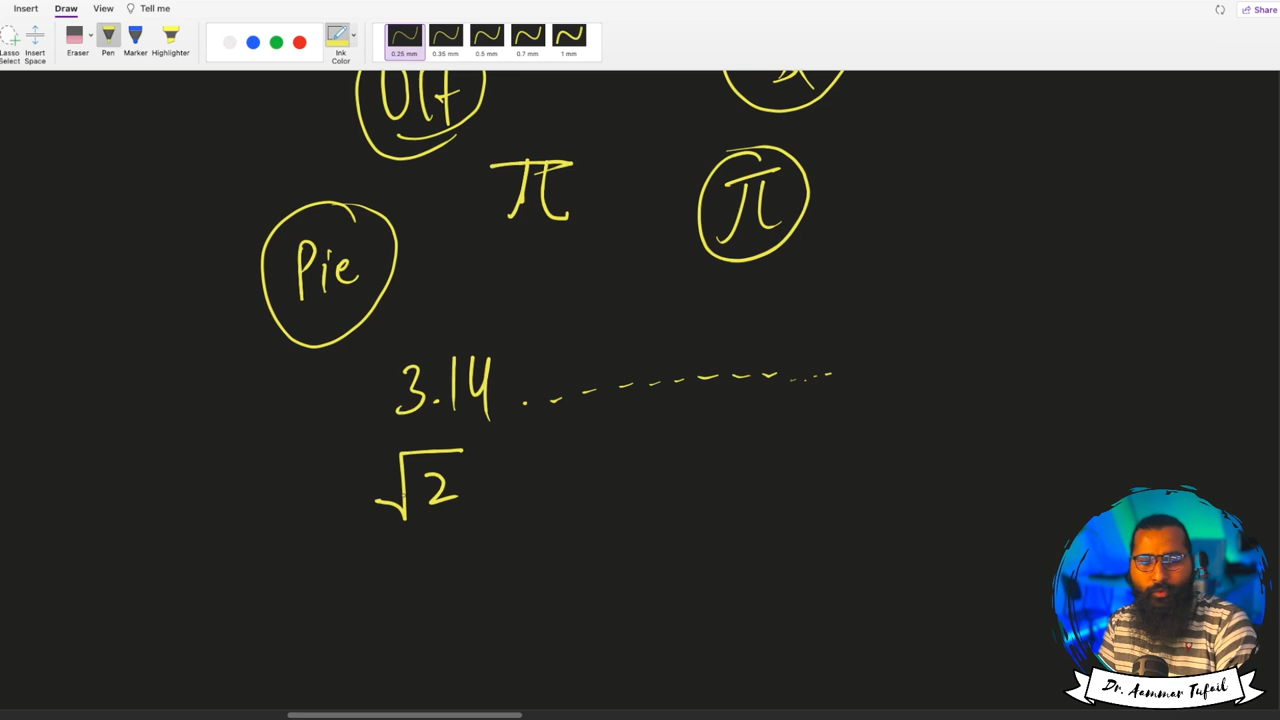 Insert Draw View Tell me
Share
Lasso Select
Insert Space
Eraser
Pen
Marker
Highlighter
Ink Color
0.25 mm
0.35 mm
0.5 mm
0.7 mm
1 mm
π π
Pie
3.14 . - - - - - - - - - ....
√2
Dr. Aammar Tufail